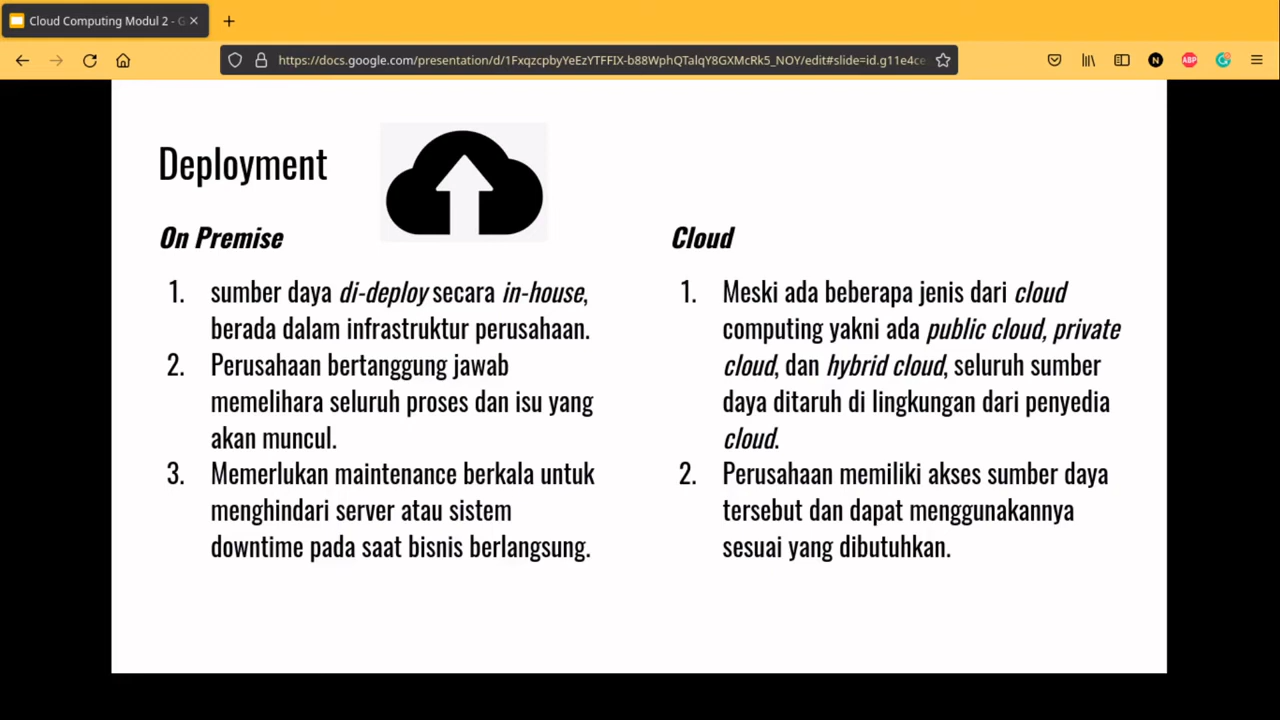 Cloud Computing Modul 2 - G
https://docs.google.com/presentation/d/1FxqzcpbyYeEzYTFFIX-b88WphQTalqY8GXMcRk5_NOY/edit#slide=id.g11e4ce
N
ABP
Deployment
On Premise
1. sumber daya di-deploy secara in-house,
berada dalam infrastruktur perusahaan.
2. Perusahaan bertanggung jawab
memelihara seluruh proses dan isu yang
akan muncul.
3. Memerlukan maintenance berkala untuk
menghindari server atau sistem
downtime pada saat bisnis berlangsung.
Cloud
1. Meski ada beberapa jenis dari cloud
computing yakni ada public cloud, private
cloud, dan hybrid cloud, seluruh sumber
daya ditaruh di lingkungan dari penyedia
cloud.
2. Perusahaan memiliki akses sumber daya
tersebut dan dapat menggunakannya
sesuai yang dibutuhkan.